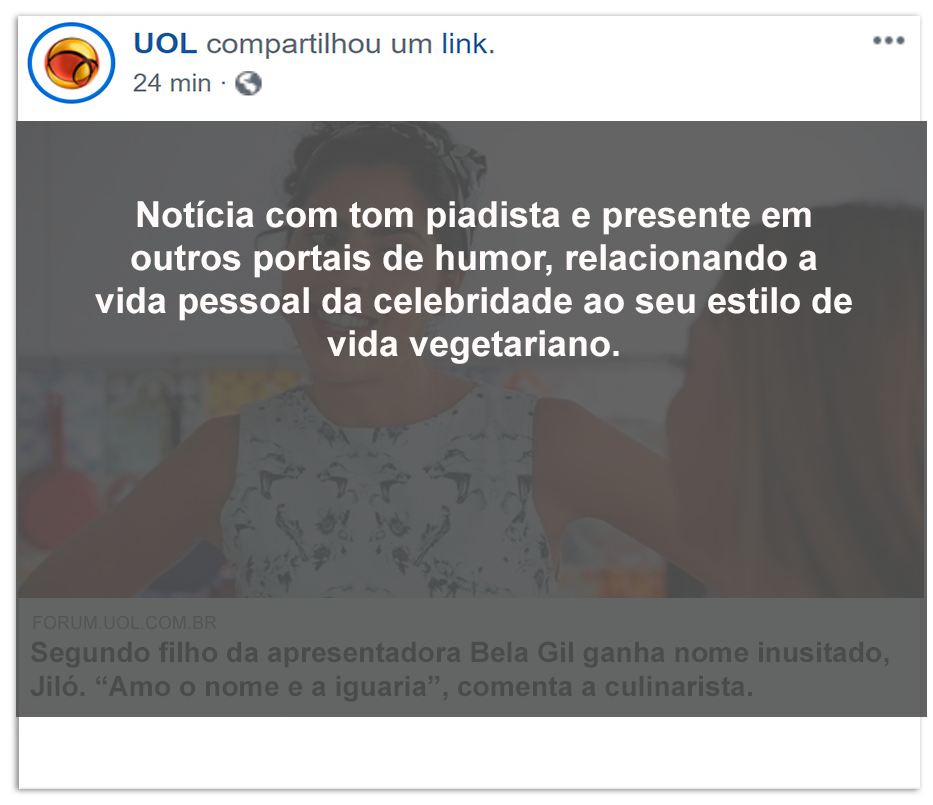 UOL compartilhou um link.
24 min ·
Notícia com tom piadista e presente em
outros portais de humor, relacionando a
vida pessoal da celebridade ao seu estilo de
vida vegetariano.
FORUM.UOL.COM.BR
Segundo filho da apresentadora Bela Gil ganha nome inusitado,
Jiló. “Amo o nome e a iguaria”, comenta a culinarista.